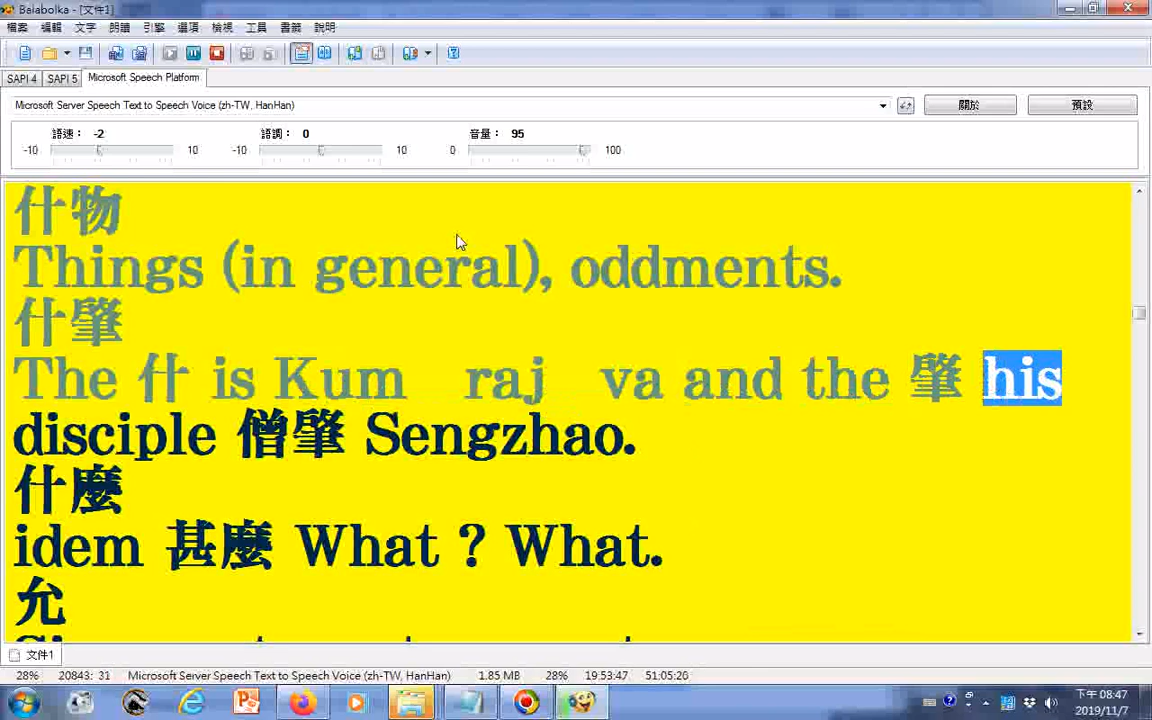 Balabolka - [文件1]
檔案 編輯 文字 朗讀 引擎 選項 檢視 工具 書籤 說明
SAPI 4 SAPI 5 Microsoft Speech Platform
Microsoft Server Speech Text to Speech Voice (zh-TW, HanHan) 關於 預設
語速： -2 語調： 0 音量： 95
-10 10 -10 10 0 100
什物
Things (in general), oddments.
什肇
The 什 is Kum raj va and the 肇 his
disciple 僧肇 Sengzhao.
什麼
idem 甚麼 What ? What.
允
文件1
28% 20843: 31 Microsoft Server Speech Text to Speech Voice (zh-TW, HanHan) 1.85 MB 28% 19:53:47 51:05:26
下午 08:47
2019/11/7